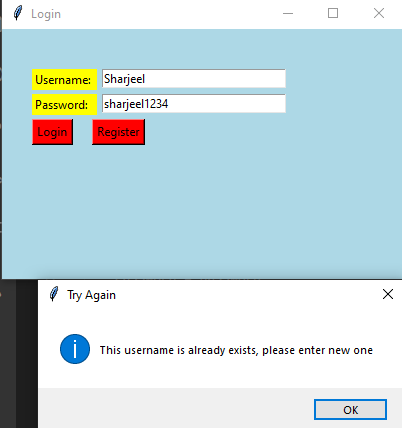 Login
Username: Sharjeel
Password: sharjeel1234
Login Register
Try Again
This username is already exists, please enter new one
OK